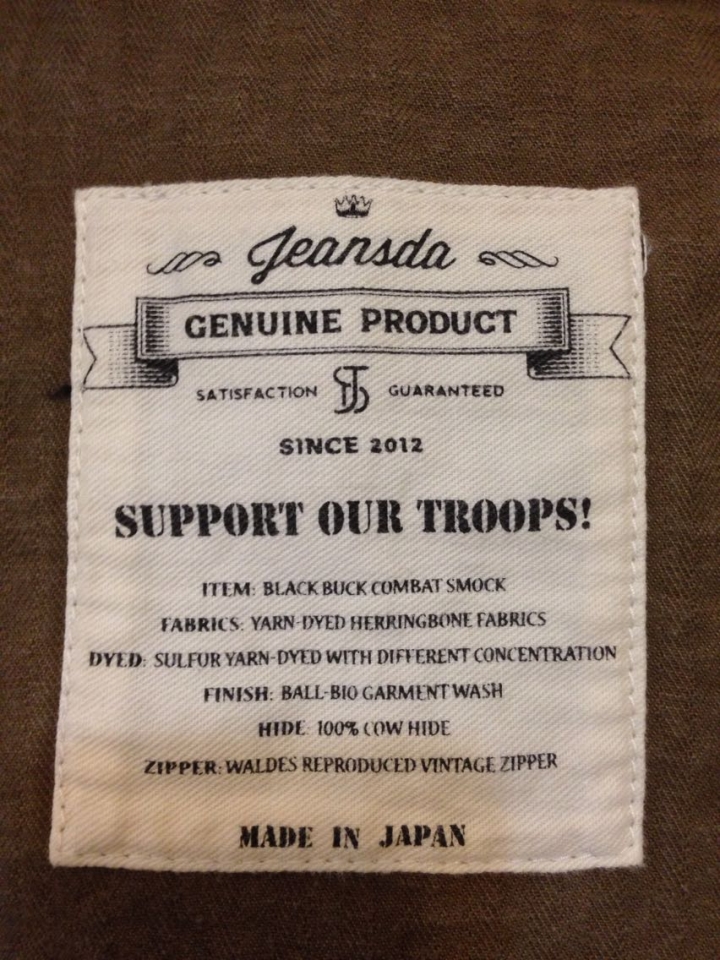 Jeansda
GENUINE PRODUCT
SATISFACTION SJD GUARANTEED
SINCE 2012
SUPPORT OUR TROOPS!
ITEM: BLACK BUCK COMBAT SMOCK
FABRICS: YARN-DYED HERRINGBONE FABRICS
DYED: SULFUR YARN-DYED WITH DIFFERENT CONCENTRATION
FINISH: BALL-BIO GARMENT WASH
HIDE: 100% COW HIDE
ZIPPER: WALDES REPRODUCED VINTAGE ZIPPER
MADE IN JAPAN